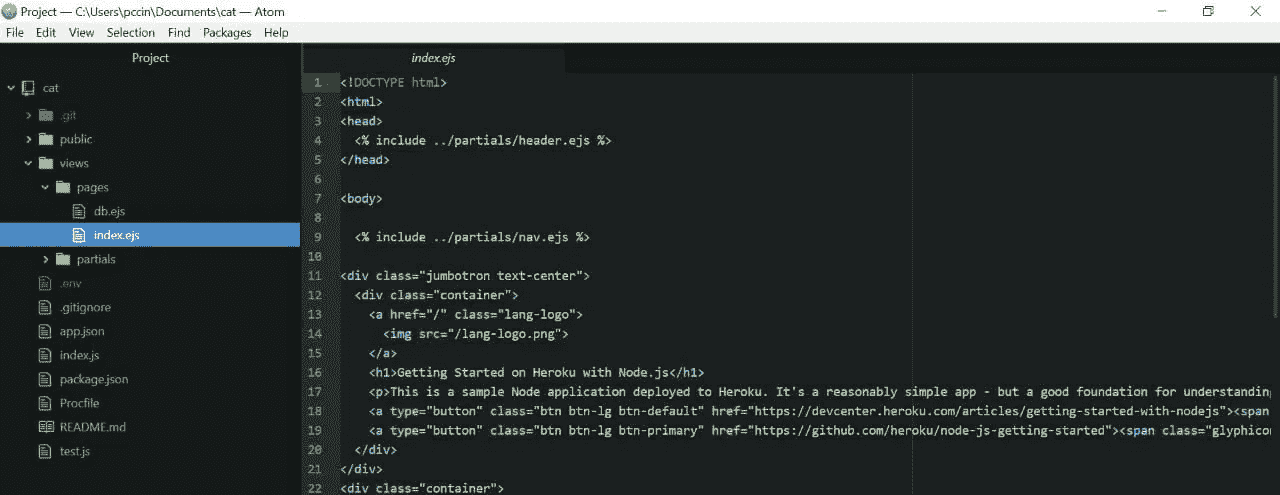 Project — C:\Users\pccin\Documents\cat — Atom
File Edit View Selection Find Packages Help
Project
cat
.git
public
views
pages
db.ejs
index.ejs
partials
.env
.gitignore
app.json
index.js
package.json
Procfile
README.md
test.js
index.ejs
1 <!DOCTYPE html>
2 <html>
3 <head>
4 <% include ../partials/header.ejs %>
5 </head>
6
7 <body>
8
9 <% include ../partials/nav.ejs %>
10
11 <div class="jumbotron text-center">
12 <div class="container">
13 <a href="/" class="lang-logo">
14 <img src="/lang-logo.png">
15 </a>
16 <h1>Getting Started on Heroku with Node.js</h1>
17 <p>This is a sample Node application deployed to Heroku. It's a reasonably simple app - but a good foundation for understanding
18 <a type="button" class="btn btn-lg btn-default" href="https://devcenter.heroku.com/articles/getting-started-with-nodejs"><span
19 <a type="button" class="btn btn-lg btn-primary" href="https://github.com/heroku/node-js-getting-started"><span class="glyphico
20 </div>
21 </div>
22 <div class="container">